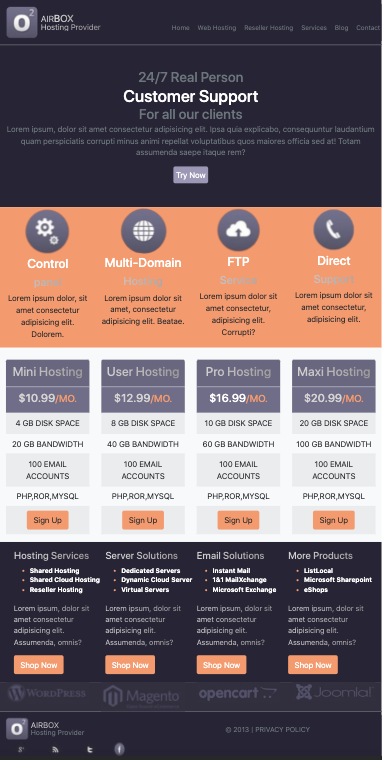 O2 AIRBOX
Hosting Provider
Home Web Hosting Reseller Hosting Services Blog Contact
24/7 Real Person
Customer Support
For all our clients
Lorem ipsum, dolor sit amet consectetur adipisicing elit. Ipsa quia explicabo, consequuntur laudantium
quam perspiciatis corrupti minus animi repellat voluptatibus quos maiores officia sed at! Totam
assumenda saepe itaque rem?
Try Now
Control
panel
Lorem ipsum dolor, sit
amet consectetur
adipisicing elit.
Dolorem.
Multi-Domain
Hosting
Lorem ipsum dolor sit
amet, consectetur
adipisicing elit. Beatae.
FTP
Service
Lorem ipsum dolor sit
amet consectetur
adipisicing elit.
Corrupti?
Direct
Support
Lorem ipsum dolor sit
amet, consectetur
adipisicing elit.
Mini Hosting
$10.99/MO.
4 GB DISK SPACE
20 GB BANDWIDTH
100 EMAIL
ACCOUNTS
PHP,ROR,MYSQL
Sign Up
User Hosting
$12.99/MO.
8 GB DISK SPACE
40 GB BANDWIDTH
100 EMAIL
ACCOUNTS
PHP,ROR,MYSQL
Sign Up
Pro Hosting
$16.99/MO.
10 GB DISK SPACE
60 GB BANDWIDTH
100 EMAIL
ACCOUNTS
PHP,ROR,MYSQL
Sign Up
Maxi Hosting
$20.99/MO.
20 GB DISK SPACE
100 GB BANDWIDTH
100 EMAIL
ACCOUNTS
PHP,ROR,MYSQL
Sign Up
Hosting Services
Shared Hosting
Shared Cloud Hosting
Reseller Hosting
Lorem ipsum, dolor sit
amet consectetur
adipisicing elit.
Assumenda, omnis?
Shop Now
Server Solutions
Dedicated Servers
Dynamic Cloud Server
Virtual Servers
Lorem ipsum, dolor sit
amet consectetur
adipisicing elit.
Assumenda, omnis?
Shop Now
Email Solutions
Instant Mail
1&1 MailXchange
Microsoft Exchange
Lorem ipsum, dolor sit
amet consectetur
adipisicing elit.
Assumenda, omnis?
Shop Now
More Products
ListLocal
Microsoft Sharepoint
eShops
Lorem ipsum, dolor sit
amet consectetur
adipisicing elit.
Assumenda, omnis?
Shop Now
WORDPRESS Magento opencart Joomla!
O2 AIRBOX
Hosting Provider
© 2013 | PRIVACY POLICY